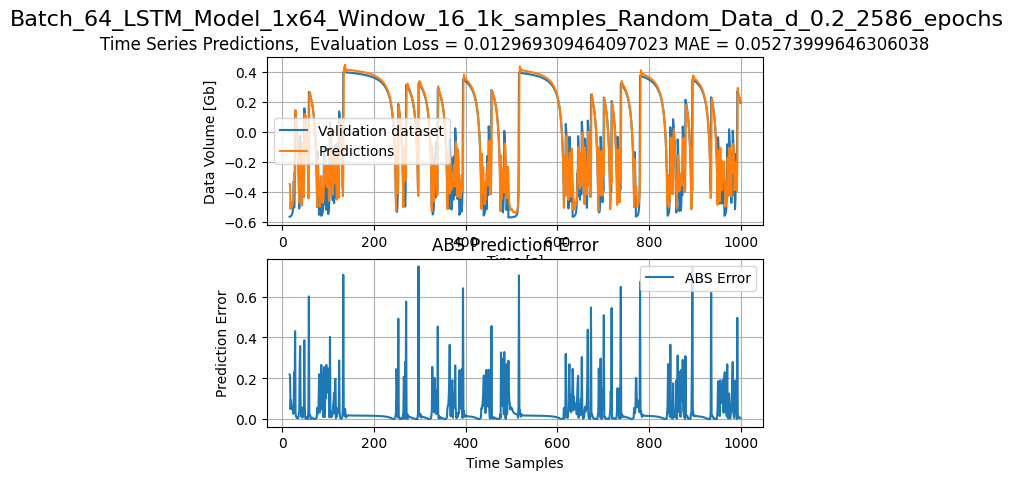 Batch_64_LSTM_Model_1x64_Window_16_1k_samples_Random_Data_d_0.2_2586_epochs
Time Series Predictions,  Evaluation Loss = 0.012969309464097023 MAE = 0.05273999646306038
Data Volume [Gb]
0.4
0.2
0.0
−0.2
−0.4
−0.6
Validation dataset
Predictions
0
200
400
600
800
1000
Time [s]
ABS Prediction Error
Prediction Error
0.6
0.4
0.2
0.0
ABS Error
0
200
400
600
800
1000
Time Samples